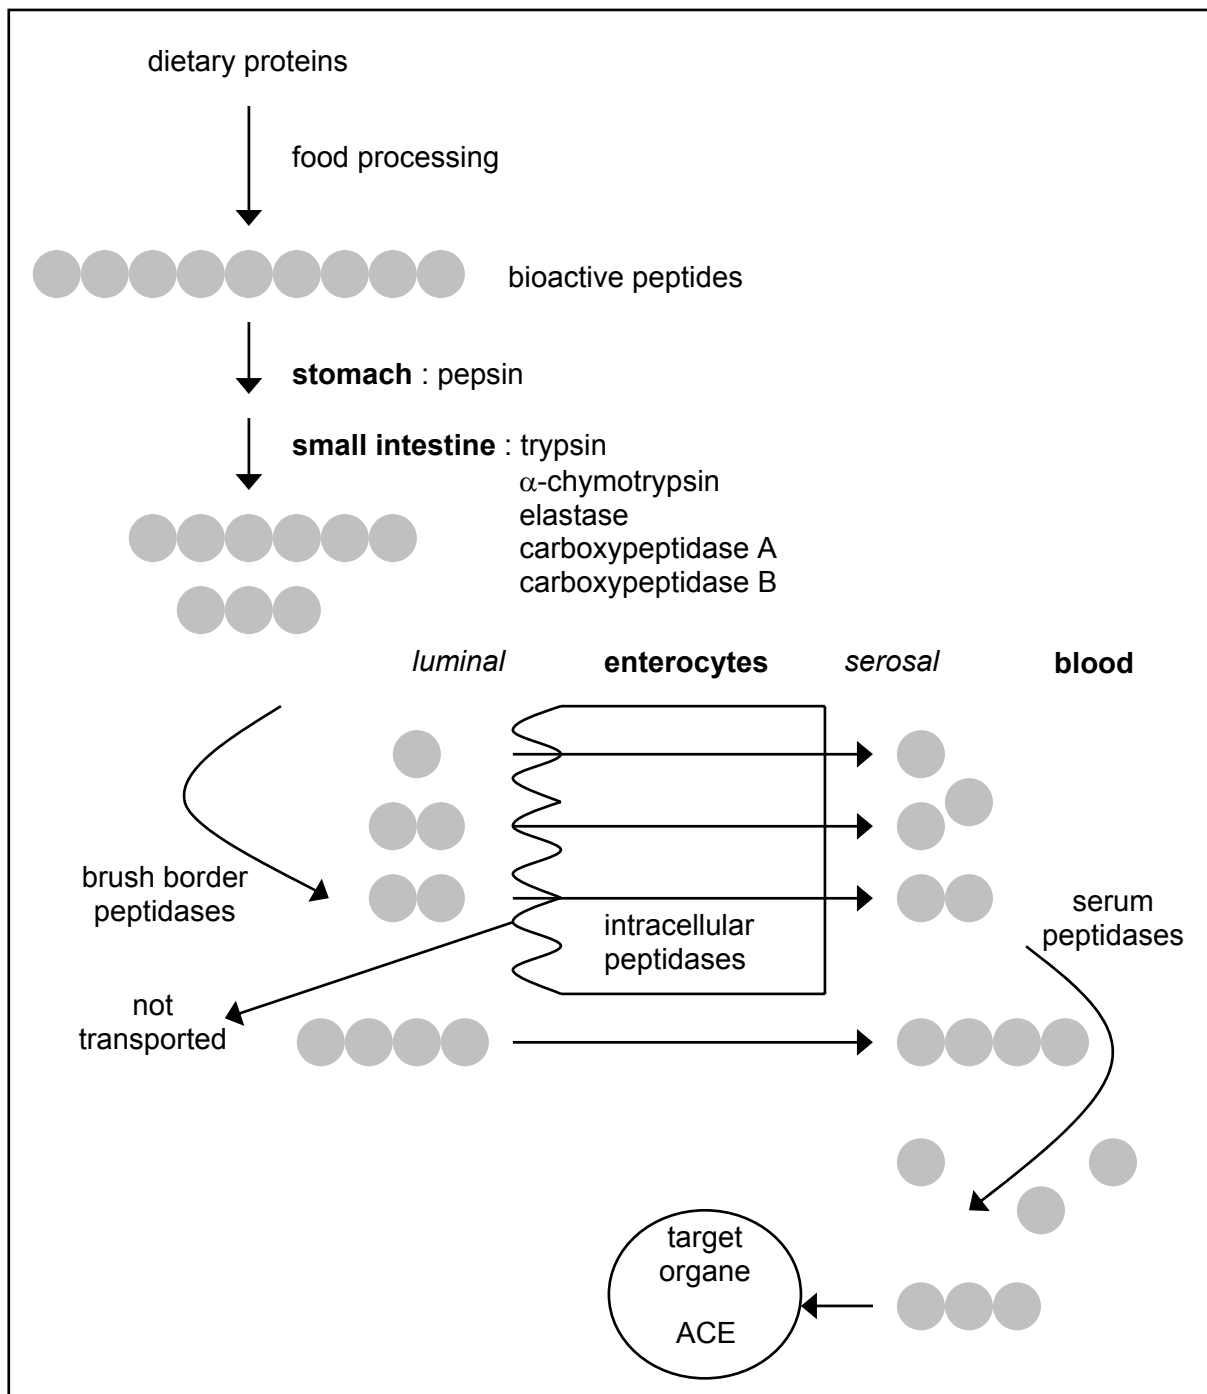 dietary proteins
food processing
bioactive peptides
stomach : pepsin
small intestine : trypsin
α-chymotrypsin
elastase
carboxypeptidase A
carboxypeptidase B
luminal
enterocytes
serosal
blood
brush border
peptidases
intracellular
peptidases
serum
peptidases
not
transported
target
organe
ACE